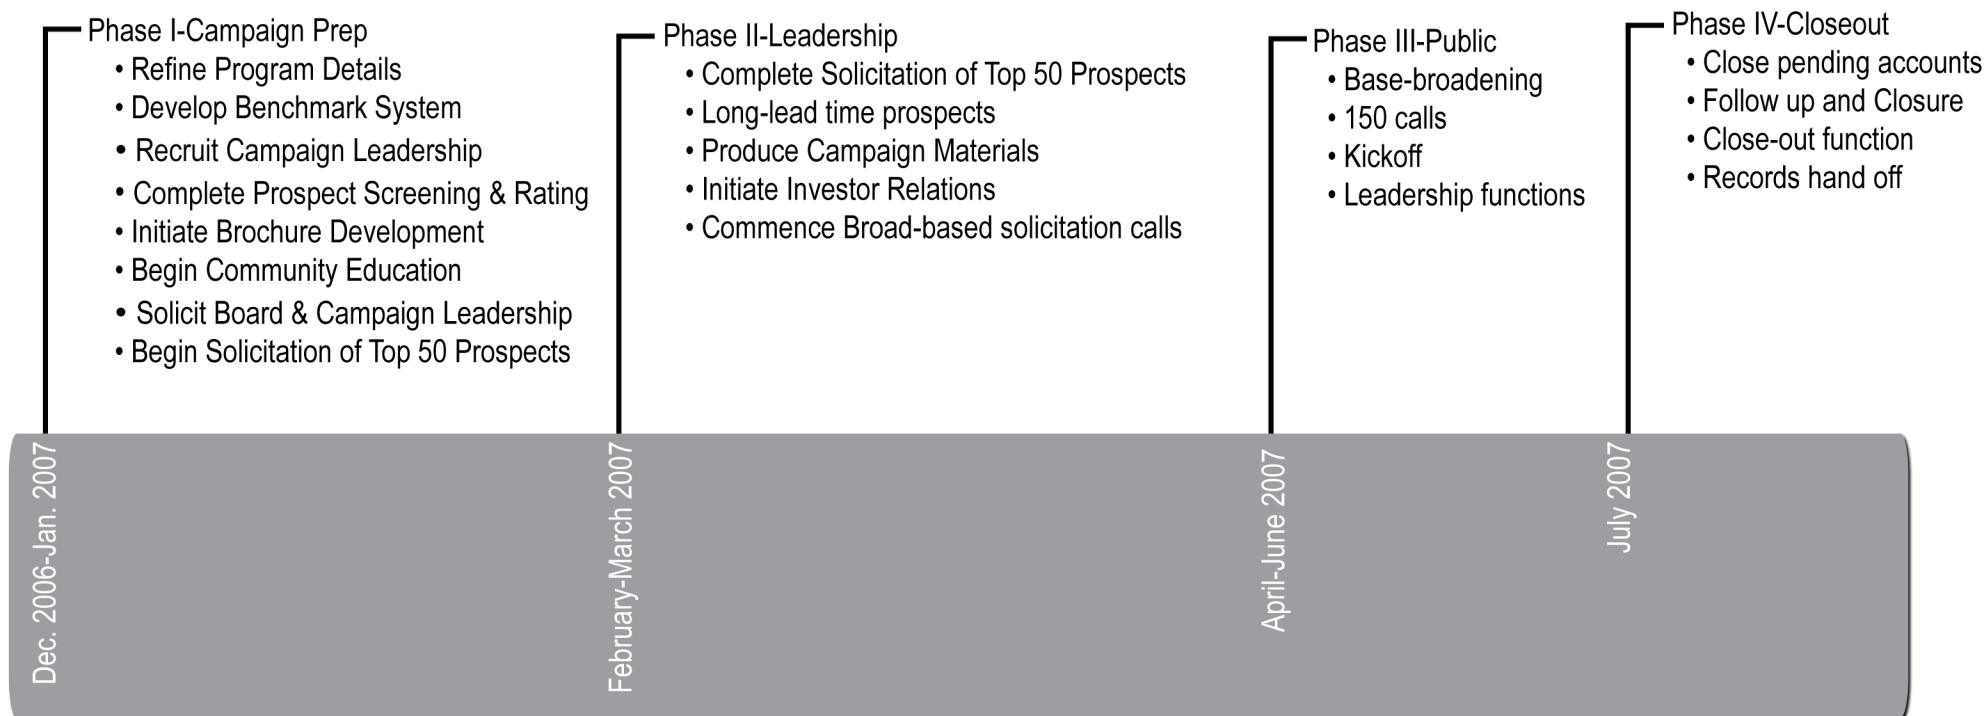 Phase I-Campaign Prep
• Refine Program Details
• Develop Benchmark System
• Recruit Campaign Leadership
• Complete Prospect Screening & Rating
• Initiate Brochure Development
• Begin Community Education
• Solicit Board & Campaign Leadership
• Begin Solicitation of Top 50 Prospects
Phase II-Leadership
• Complete Solicitation of Top 50 Prospects
• Long-lead time prospects
• Produce Campaign Materials
• Initiate Investor Relations
• Commence Broad-based solicitation calls
Phase III-Public
• Base-broadening
• 150 calls
• Kickoff
• Leadership functions
Phase IV-Closeout
• Close pending accounts
• Follow up and Closure
• Close-out function
• Records hand off
Dec. 2006-Jan. 2007
February-March 2007
April-June 2007
July 2007